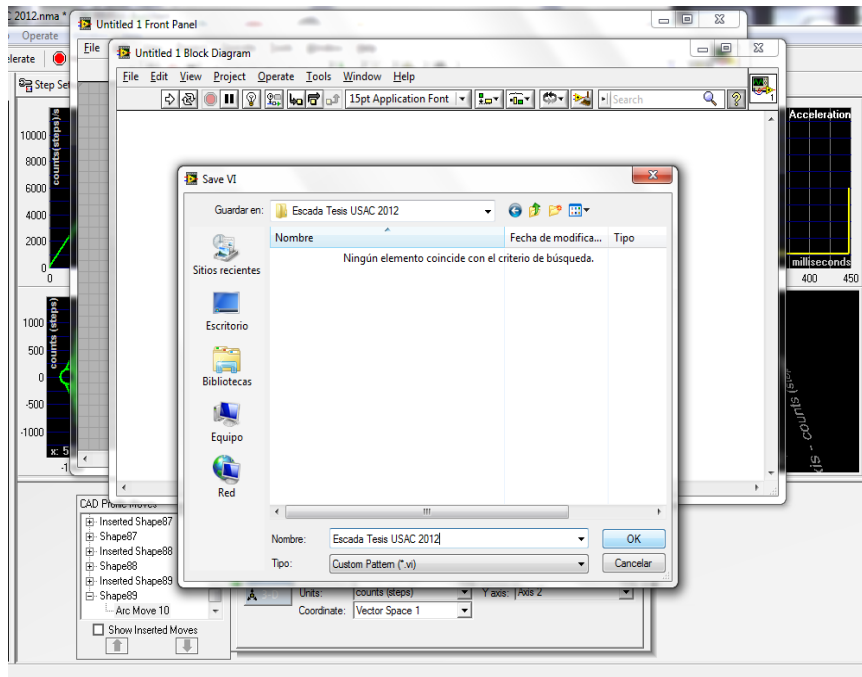 2012.nma *
Untitled 1 Front Panel
Operate
File
Untitled 1 Block Diagram
elerate
File Edit View Project Operate Tools Window Help
Step Set
15pt Application Font
Search
1
Acceleration
counts(steps)/s
10000
8000
6000
4000
2000
0
0
milliseconds
400 450
Save VI
Guardar en: Escada Tesis USAC 2012
Nombre Fecha de modifica... Tipo
Ningún elemento coincide con el criterio de búsqueda.
Sitios recientes
Escritorio
Bibliotecas
Equipo
Red
counts (steps)
1000
500
0
-500
-1000
x: 5
-1
Nombre: Escada Tesis USAC 2012 OK
Tipo: Custom Pattern (*.vi) Cancelar
CAD Profile Moves
Inserted Shape87
Shape87
Inserted Shape88
Shape88
Inserted Shape89
Shape89
Arc Move 10
Show Inserted Moves
Units: counts (steps) Y axis: Axis 2
Coordinate: Vector Space 1